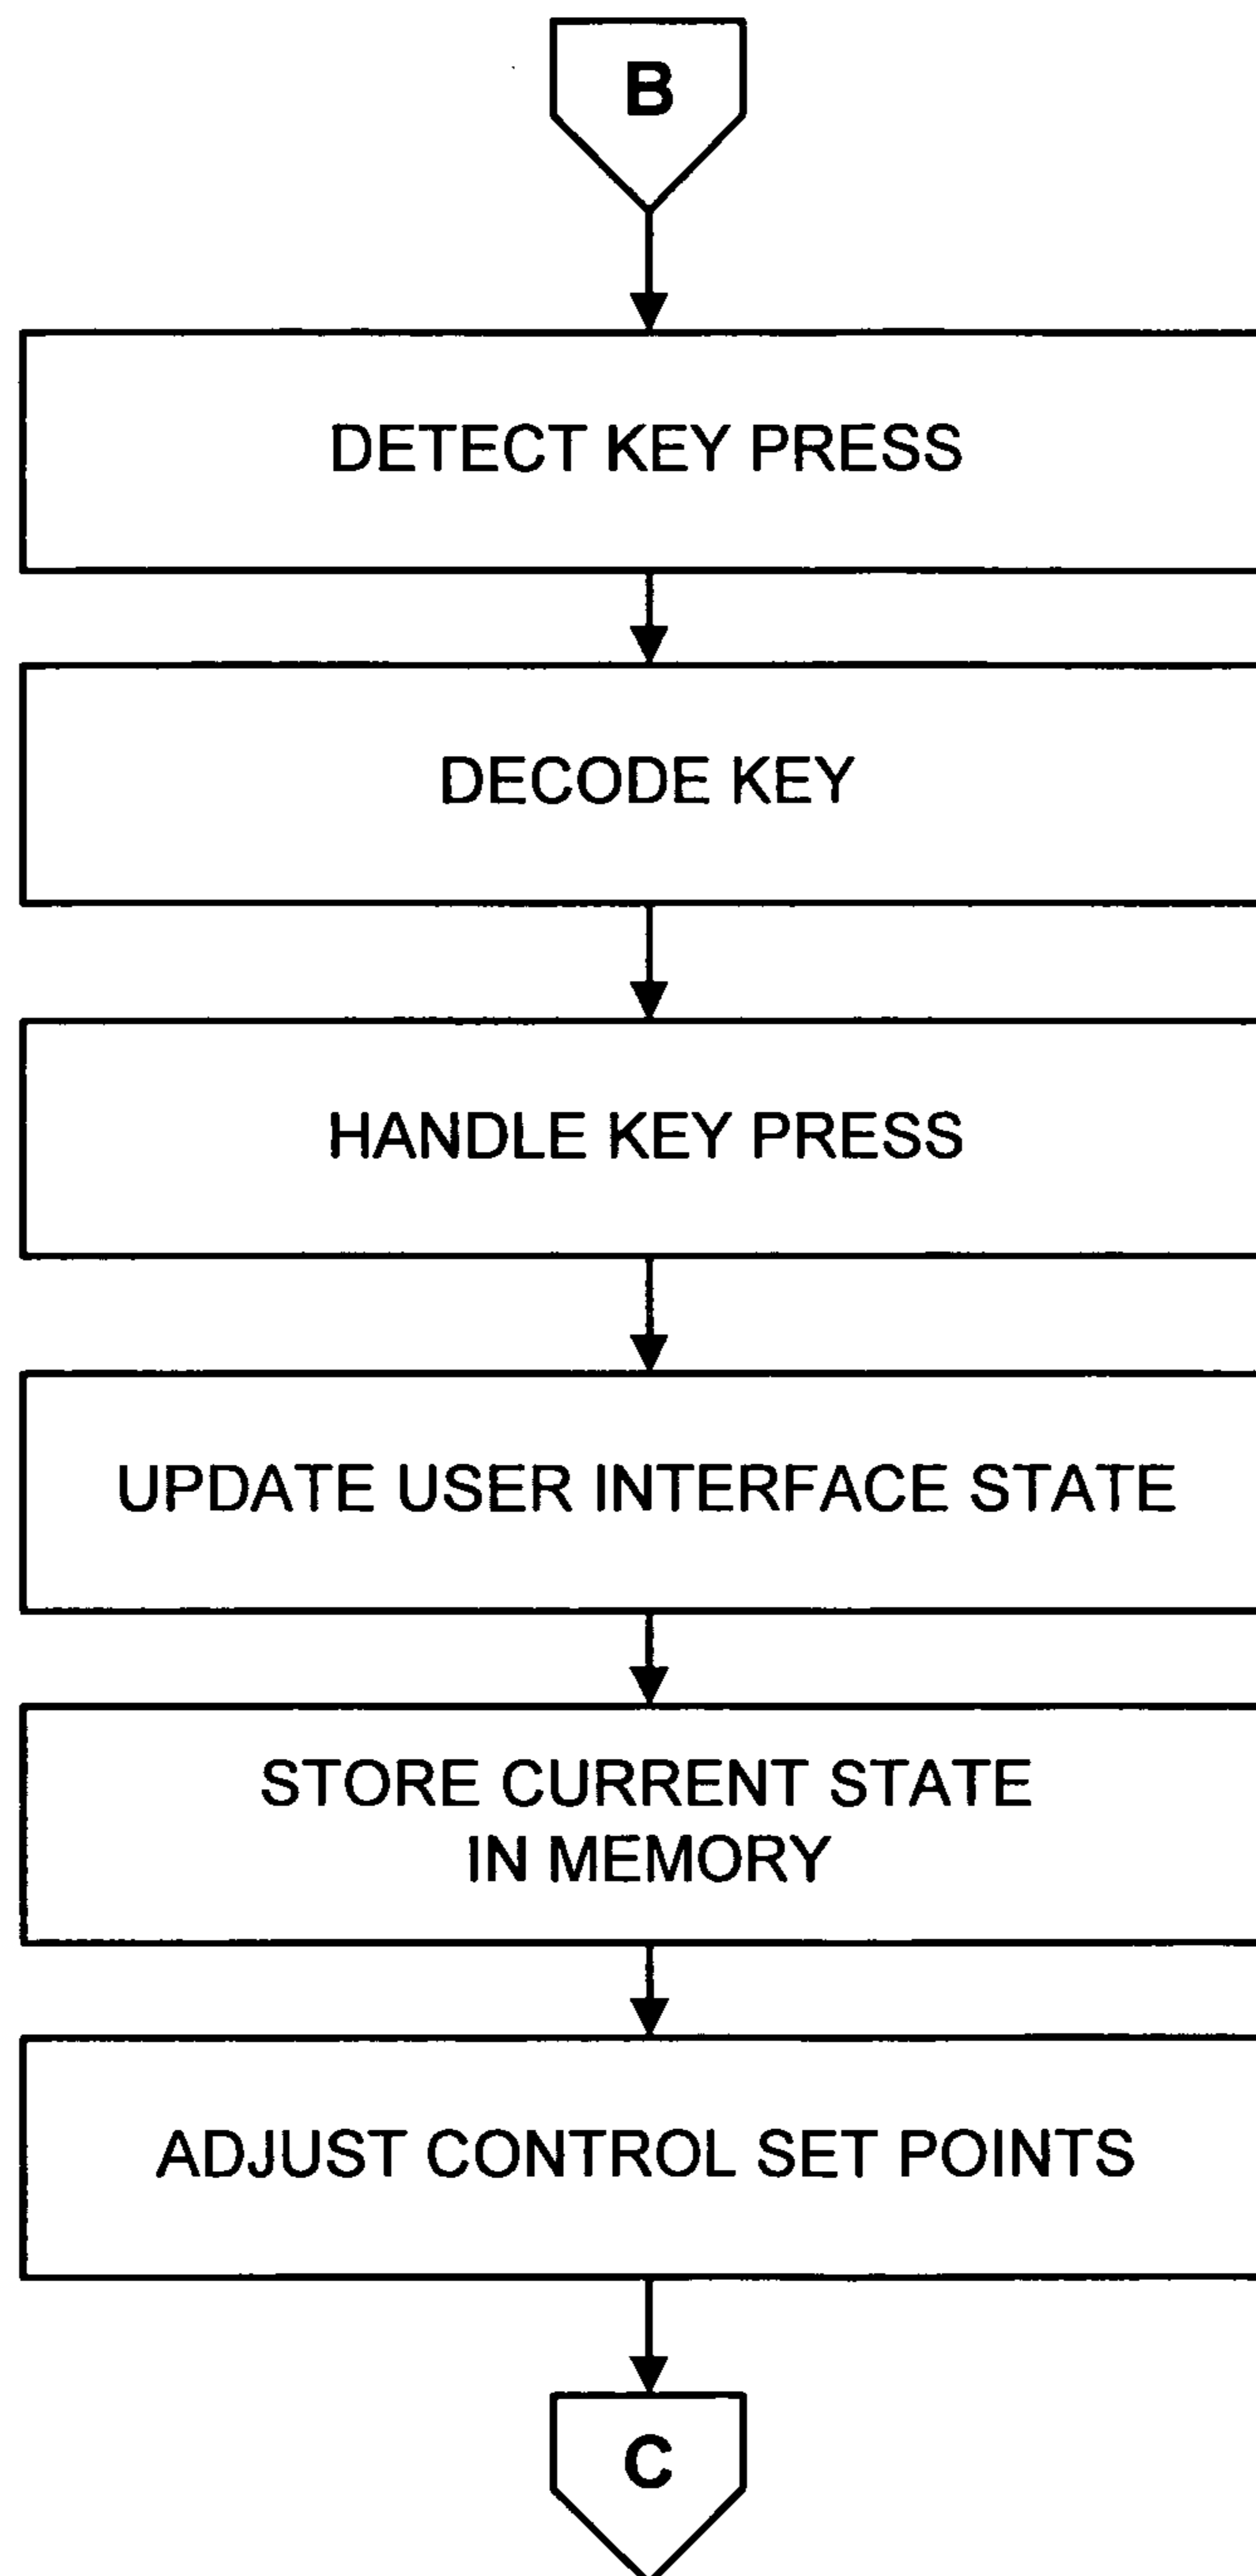 B
DETECT KEY PRESS
DECODE KEY
HANDLE KEY PRESS
UPDATE USER INTERFACE STATE
STORE CURRENT STATE
IN MEMORY
ADJUST CONTROL SET POINTS
C